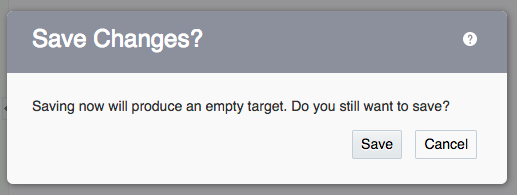 Save Changes?
?
Saving now will produce an empty target. Do you still want to save?
Save
Cancel